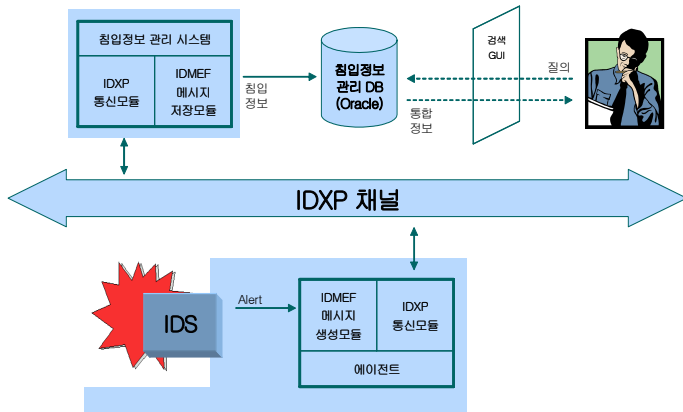 침입정보 관리 시스템
IDXP
통신모듈
IDMEF
메시지
저장모듈
침입
정보
침입정보
관리 DB
(Oracle)
검색
GUI
질의
통합
정보
IDXP 채널
IDS
Alert
IDMEF
메시지
생성모듈
IDXP
통신모듈
에이전트